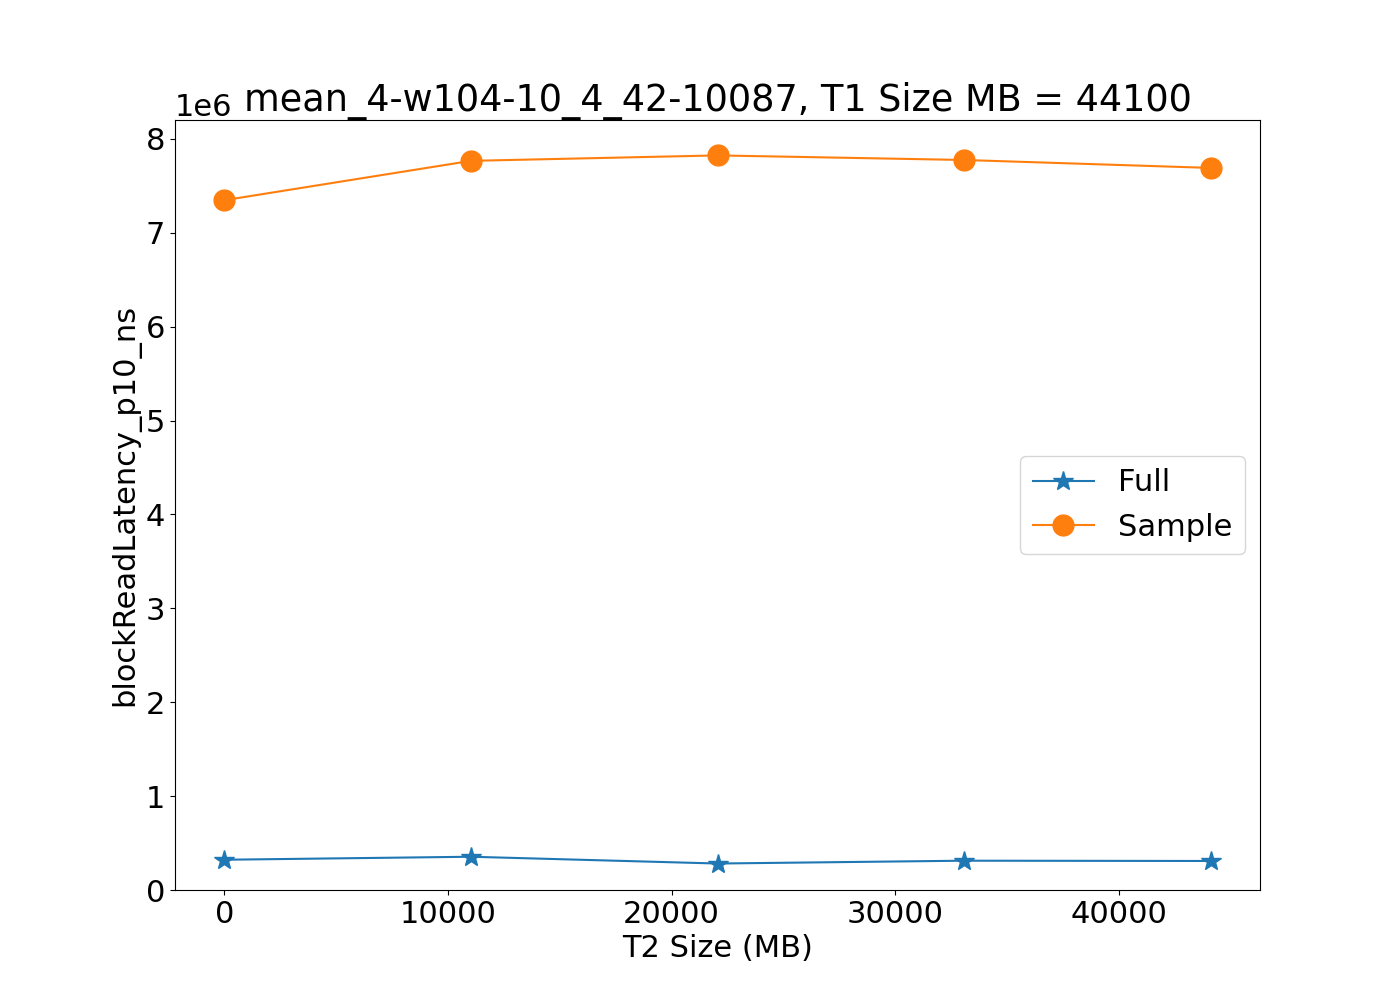 1e6
mean_4-w104-10_4_42-10087, T1 Size MB = 44100
8
7
6
5
4
3
2
1
0
blockReadLatency_p10_ns
Full
Sample
0 10000 20000 30000 40000
T2 Size (MB)